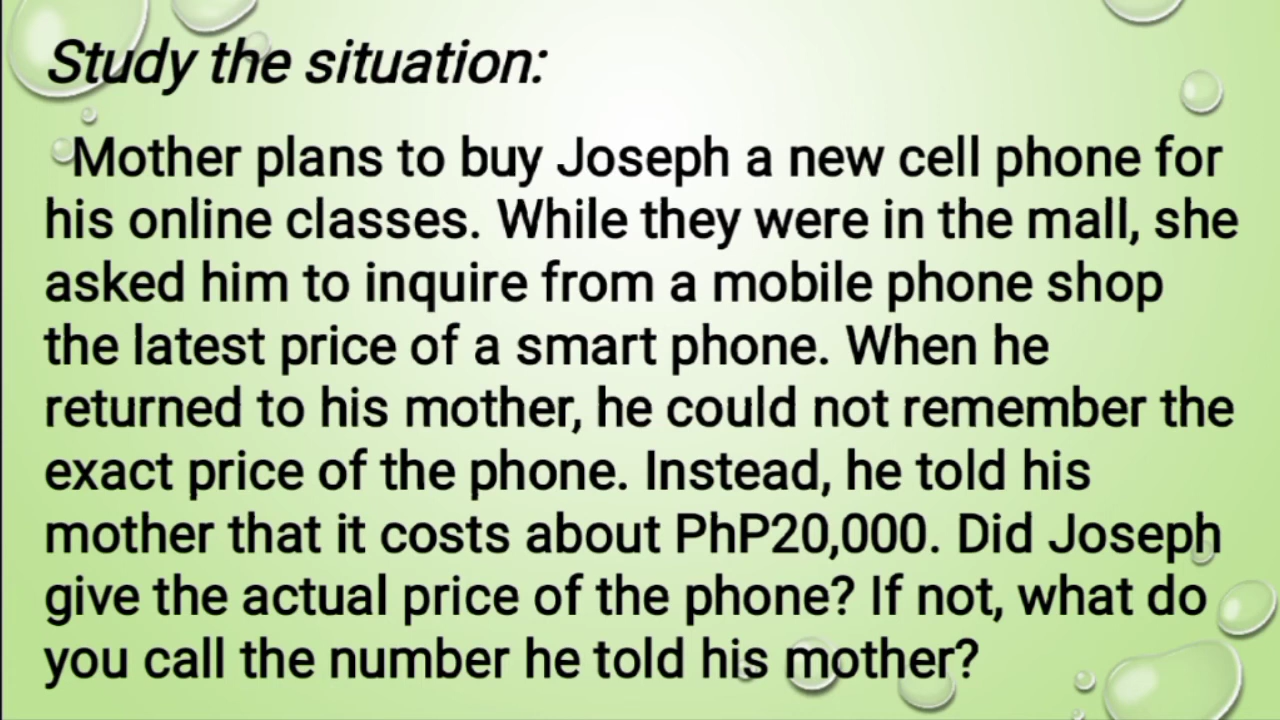 Study the situation:
Mother plans to buy Joseph a new cell phone for
his online classes. While they were in the mall, she
asked him to inquire from a mobile phone shop
the latest price of a smart phone. When he
returned to his mother, he could not remember the
exact price of the phone. Instead, he told his
mother that it costs about PhP20,000. Did Joseph
give the actual price of the phone? If not, what do
you call the number he told his mother?